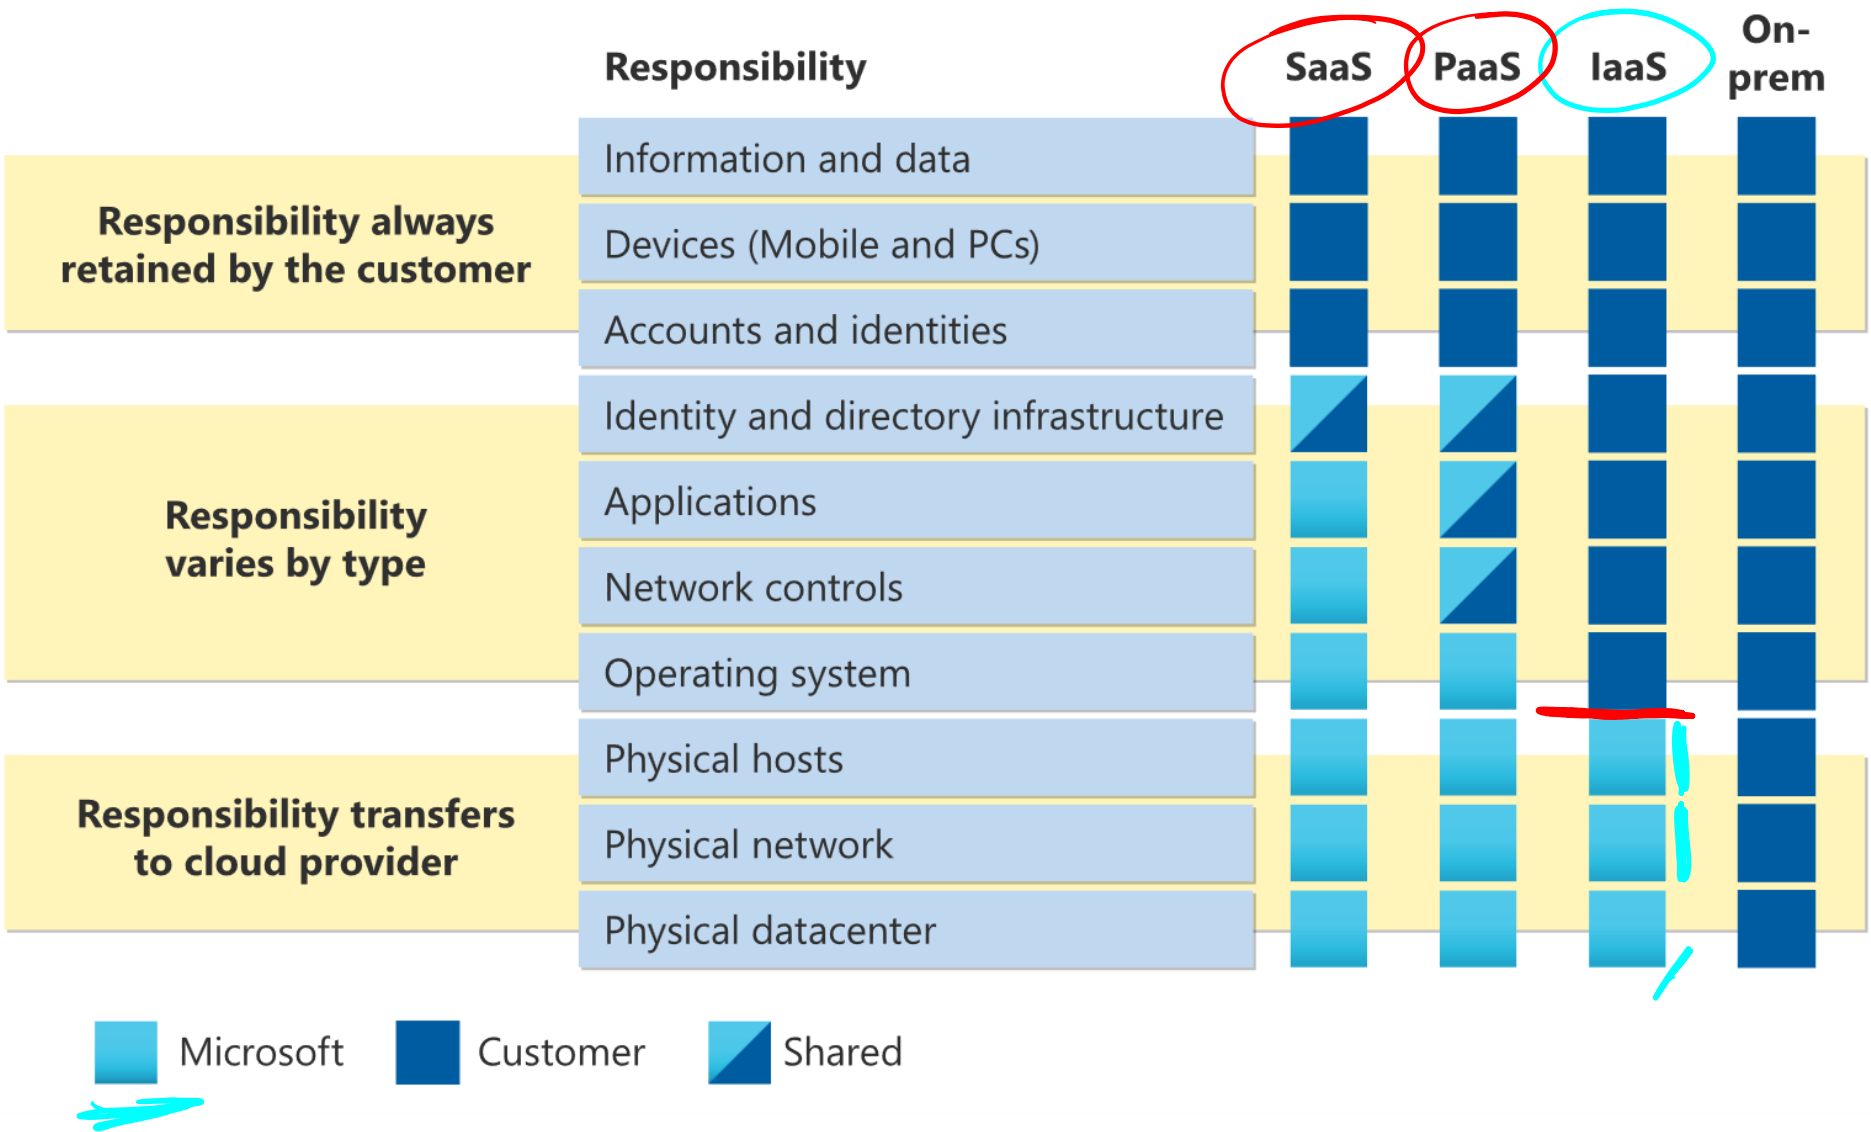 Responsibility SaaS PaaS IaaS On-
prem
Responsibility always
retained by the customer
Information and data
Devices (Mobile and PCs)
Accounts and identities
Responsibility
varies by type
Identity and directory infrastructure
Applications
Network controls
Operating system
Responsibility transfers
to cloud provider
Physical hosts
Physical network
Physical datacenter
Microsoft Customer Shared